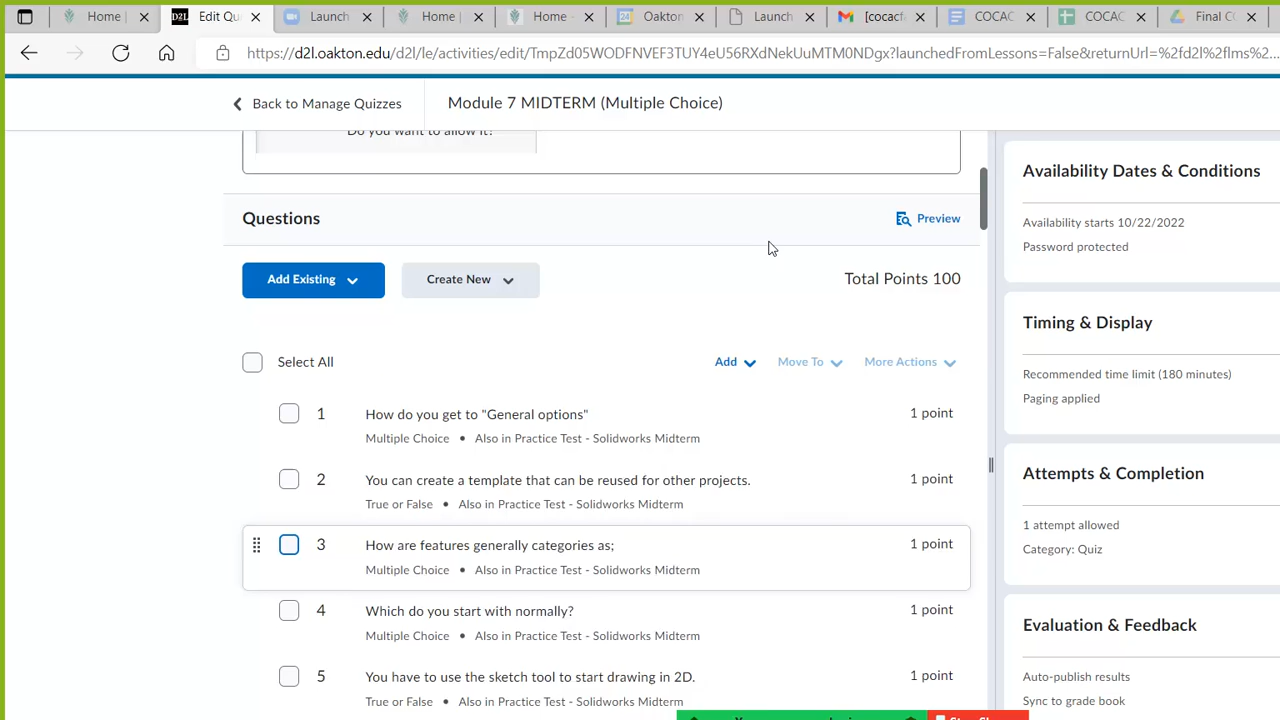 Home |
Edit Qu
Launch
Home |
Home -
Oakton
Launch
[cocacf
COCAC
COCAC
Final CC
https://d2l.oakton.edu/d2l/le/activities/edit/TmpZd05WODFNVEF3TUY4eU56RXdNekUuMTM0NDgx?launchedFromLessons=False&returnUrl=%2fd2l%2flms%2...
Back to Manage Quizzes
Module 7 MIDTERM (Multiple Choice)
Do you want to allow it?
Questions
Preview
Add Existing
Create New
Total Points 100
Select All
Add
Move To
More Actions
1 How do you get to "General options" 1 point
Multiple Choice • Also in Practice Test - Solidworks Midterm
2 You can create a template that can be reused for other projects. 1 point
True or False • Also in Practice Test - Solidworks Midterm
3 How are features generally categories as; 1 point
Multiple Choice • Also in Practice Test - Solidworks Midterm
4 Which do you start with normally? 1 point
Multiple Choice • Also in Practice Test - Solidworks Midterm
5 You have to use the sketch tool to start drawing in 2D. 1 point
True or False • Also in Practice Test - Solidworks Midterm
Availability Dates & Conditions
Availability starts 10/22/2022
Password protected
Timing & Display
Recommended time limit (180 minutes)
Paging applied
Attempts & Completion
1 attempt allowed
Category: Quiz
Evaluation & Feedback
Auto-publish results
Sync to grade book